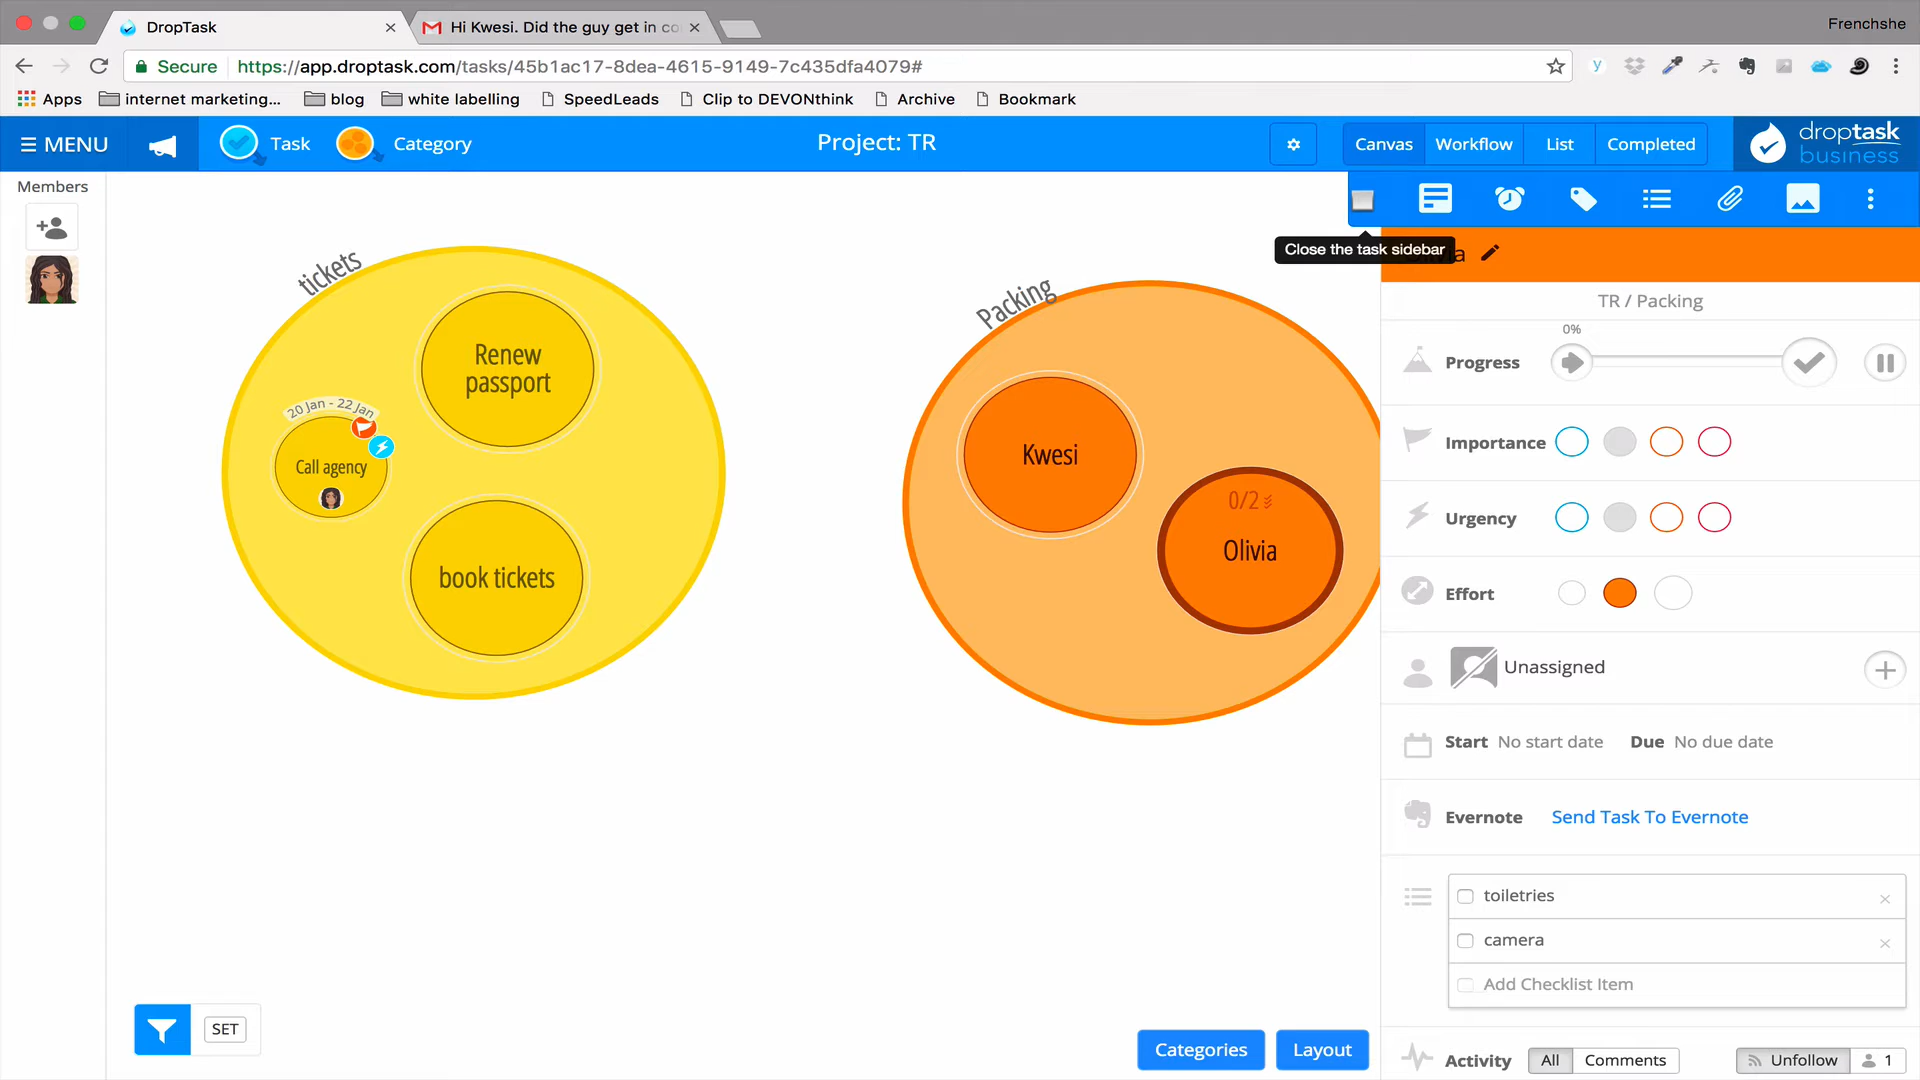 Frenchshe
DropTask
Hi Kwesi. Did the guy get in co
Secure
https://app.droptask.com/tasks/45b1ac17-8dea-4615-9149-7c435dfa4079#
Apps
internet marketing...
blog
white labelling
SpeedLeads
Clip to DEVONthink
Archive
Bookmark
MENU
Task
Category
Project: TR
Canvas
Workflow
List
Completed
droptask
business
Members
Close the task sidebar
TR / Packing
tickets
Renew
passport
20 Jan - 22 Jan
Call agency
book tickets
Packing
Kwesi
0/2
Olivia
0%
Progress
Importance
Urgency
Effort
Unassigned
Start No start date Due No due date
Evernote Send Task To Evernote
toiletries
camera
Add Checklist Item
Activity All Comments Unfollow 1
SET
Categories
Layout